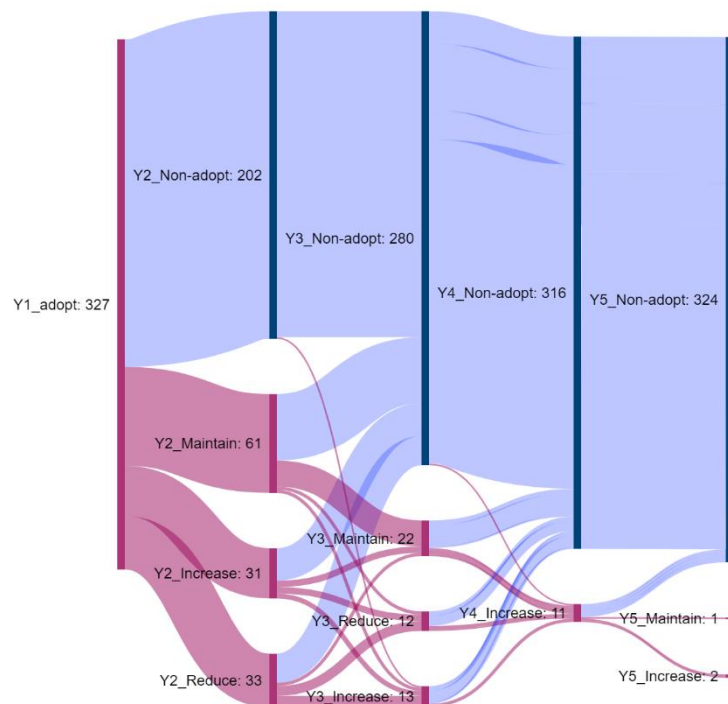 Y2_Non-adopt: 202
Y3_Non-adopt: 280
Y1_adopt: 327
Y4_Non-adopt: 316
Y5_Non-adopt: 324
Y2_Maintain: 61
Y3_Maintain: 22
Y2_Increase: 31
Y3_Reduce: 12
Y4_Increase: 11
Y5_Maintain: 1
Y2_Reduce: 33
Y3_Increase: 13
Y5_Increase: 2